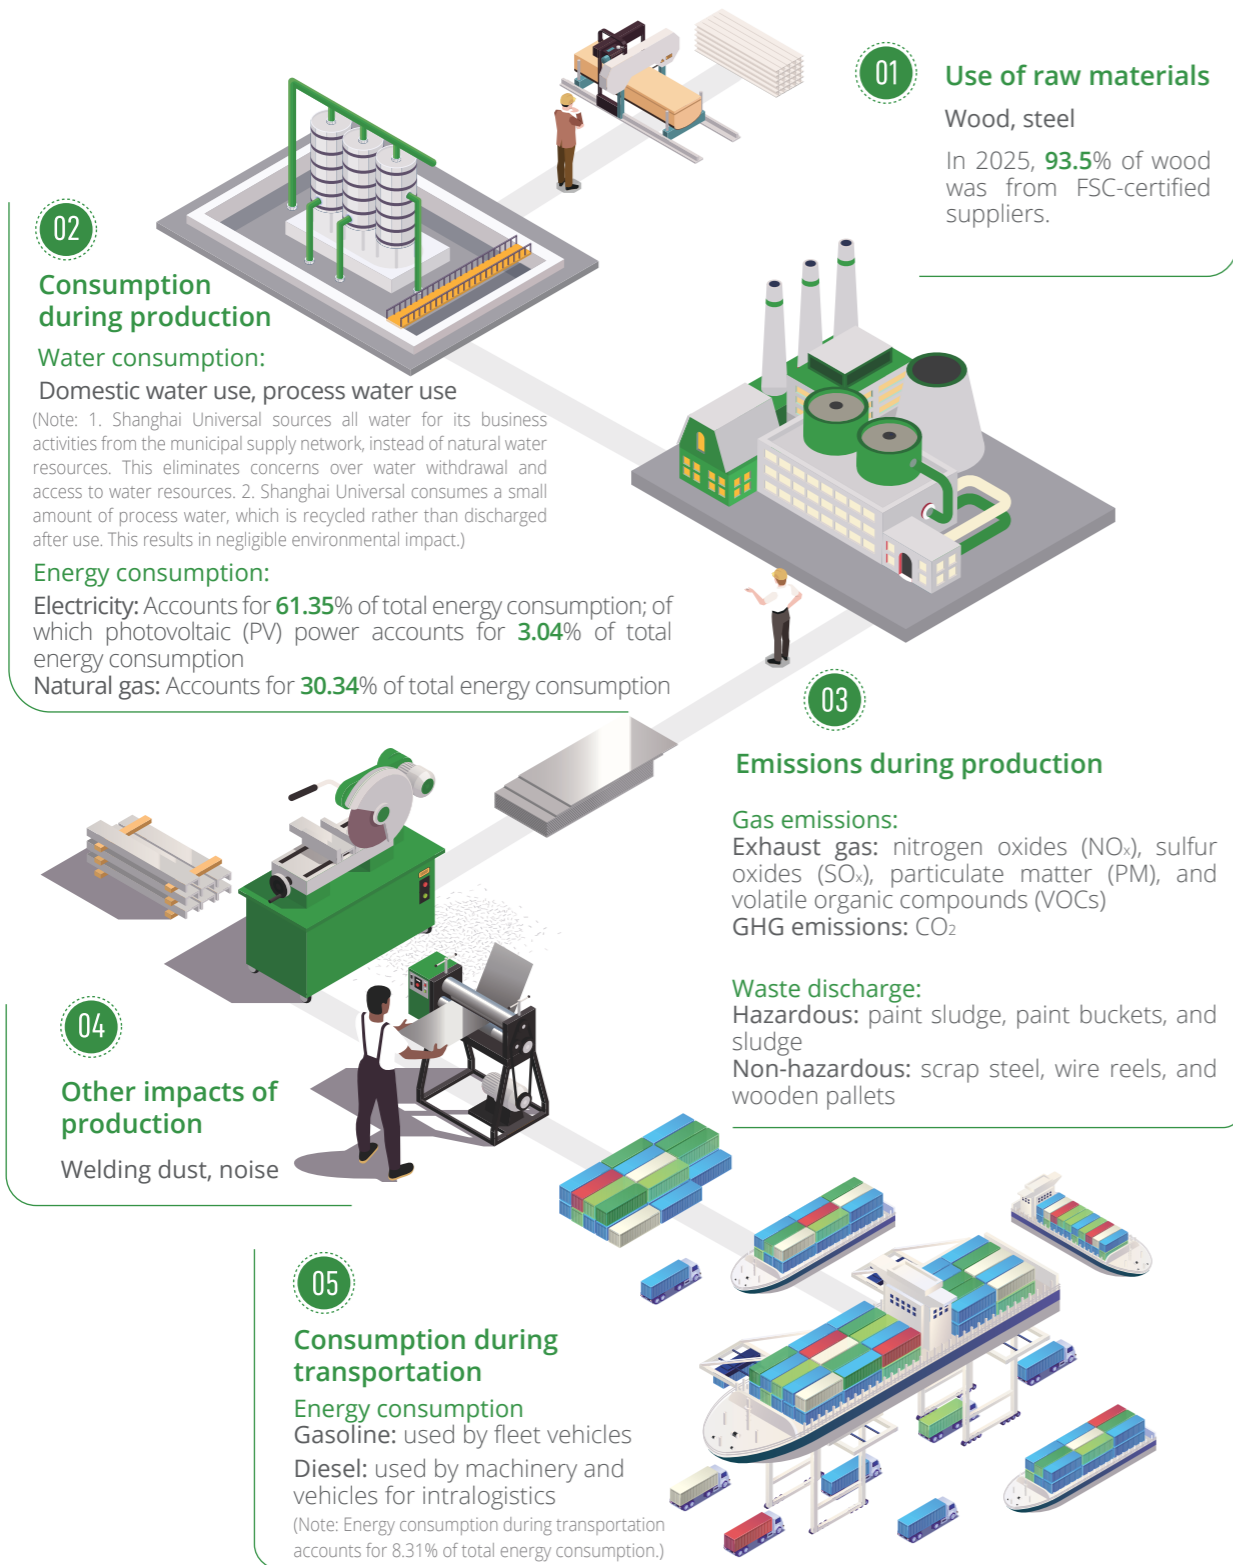 01
Use of raw materials
Wood, steel
In 2025, 93.5% of wood
was from FSC-certified
suppliers.
02
Consumption
during production
Water consumption:
Domestic water use, process water use
(Note: 1. Shanghai Universal sources all water for its business
activities from the municipal supply network, instead of natural water
resources. This eliminates concerns over water withdrawal and
access to water resources. 2. Shanghai Universal consumes a small
amount of process water, which is recycled rather than discharged
after use. This results in negligible environmental impact.)
Energy consumption:
Electricity: Accounts for 61.35% of total energy consumption; of
which photovoltaic (PV) power accounts for 3.04% of total
energy consumption
Natural gas: Accounts for 30.34% of total energy consumption
03
Emissions during production
Gas emissions:
Exhaust gas: nitrogen oxides (NOₓ), sulfur
oxides (SOₓ), particulate matter (PM), and
volatile organic compounds (VOCs)
GHG emissions: CO₂
Waste discharge:
Hazardous: paint sludge, paint buckets, and
sludge
Non-hazardous: scrap steel, wire reels, and
wooden pallets
04
Other impacts of
production
Welding dust, noise
05
Consumption during
transportation
Energy consumption
Gasoline: used by fleet vehicles
Diesel: used by machinery and
vehicles for intralogistics
(Note: Energy consumption during transportation
accounts for 8.31% of total energy consumption.)